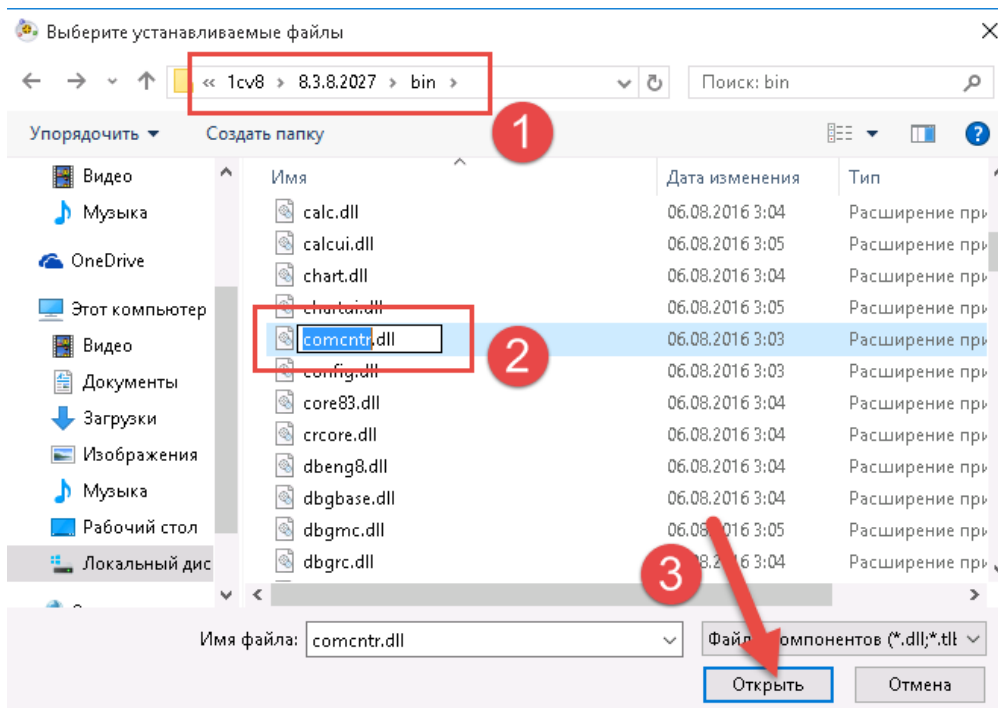 Выберите устанавливаемые файлы
« 1cv8 > 8.3.8.2027 > bin >
Поиск: bin
1
Упорядочить
Создать папку
?
Имя
Дата изменения
Тип
Видео
Музыка
OneDrive
Этот компьютер
Видео
Документы
Загрузки
Изображения
Музыка
Рабочий стол
Локальный дис
calc.dll 06.08.2016 3:04 Расширение при
calcui.dll 06.08.2016 3:05 Расширение при
chart.dll 06.08.2016 3:04 Расширение при
chartui.dll 06.08.2016 3:05 Расширение при
comcntr.dll 06.08.2016 3:03 Расширение при
2
config.dll 06.08.2016 3:03 Расширение при
core83.dll 06.08.2016 3:04 Расширение при
crcore.dll 06.08.2016 3:04 Расширение при
dbeng8.dll 06.08.2016 3:04 Расширение при
dbgbase.dll 06.08.2016 3:04 Расширение при
dbgmc.dll 06.08.2016 3:05 Расширение при
dbgrc.dll 3:04 Расширение при
3
Имя файла: comcntr.dll
компонентов (*.dll;*.tlb
Открыть
Отмена